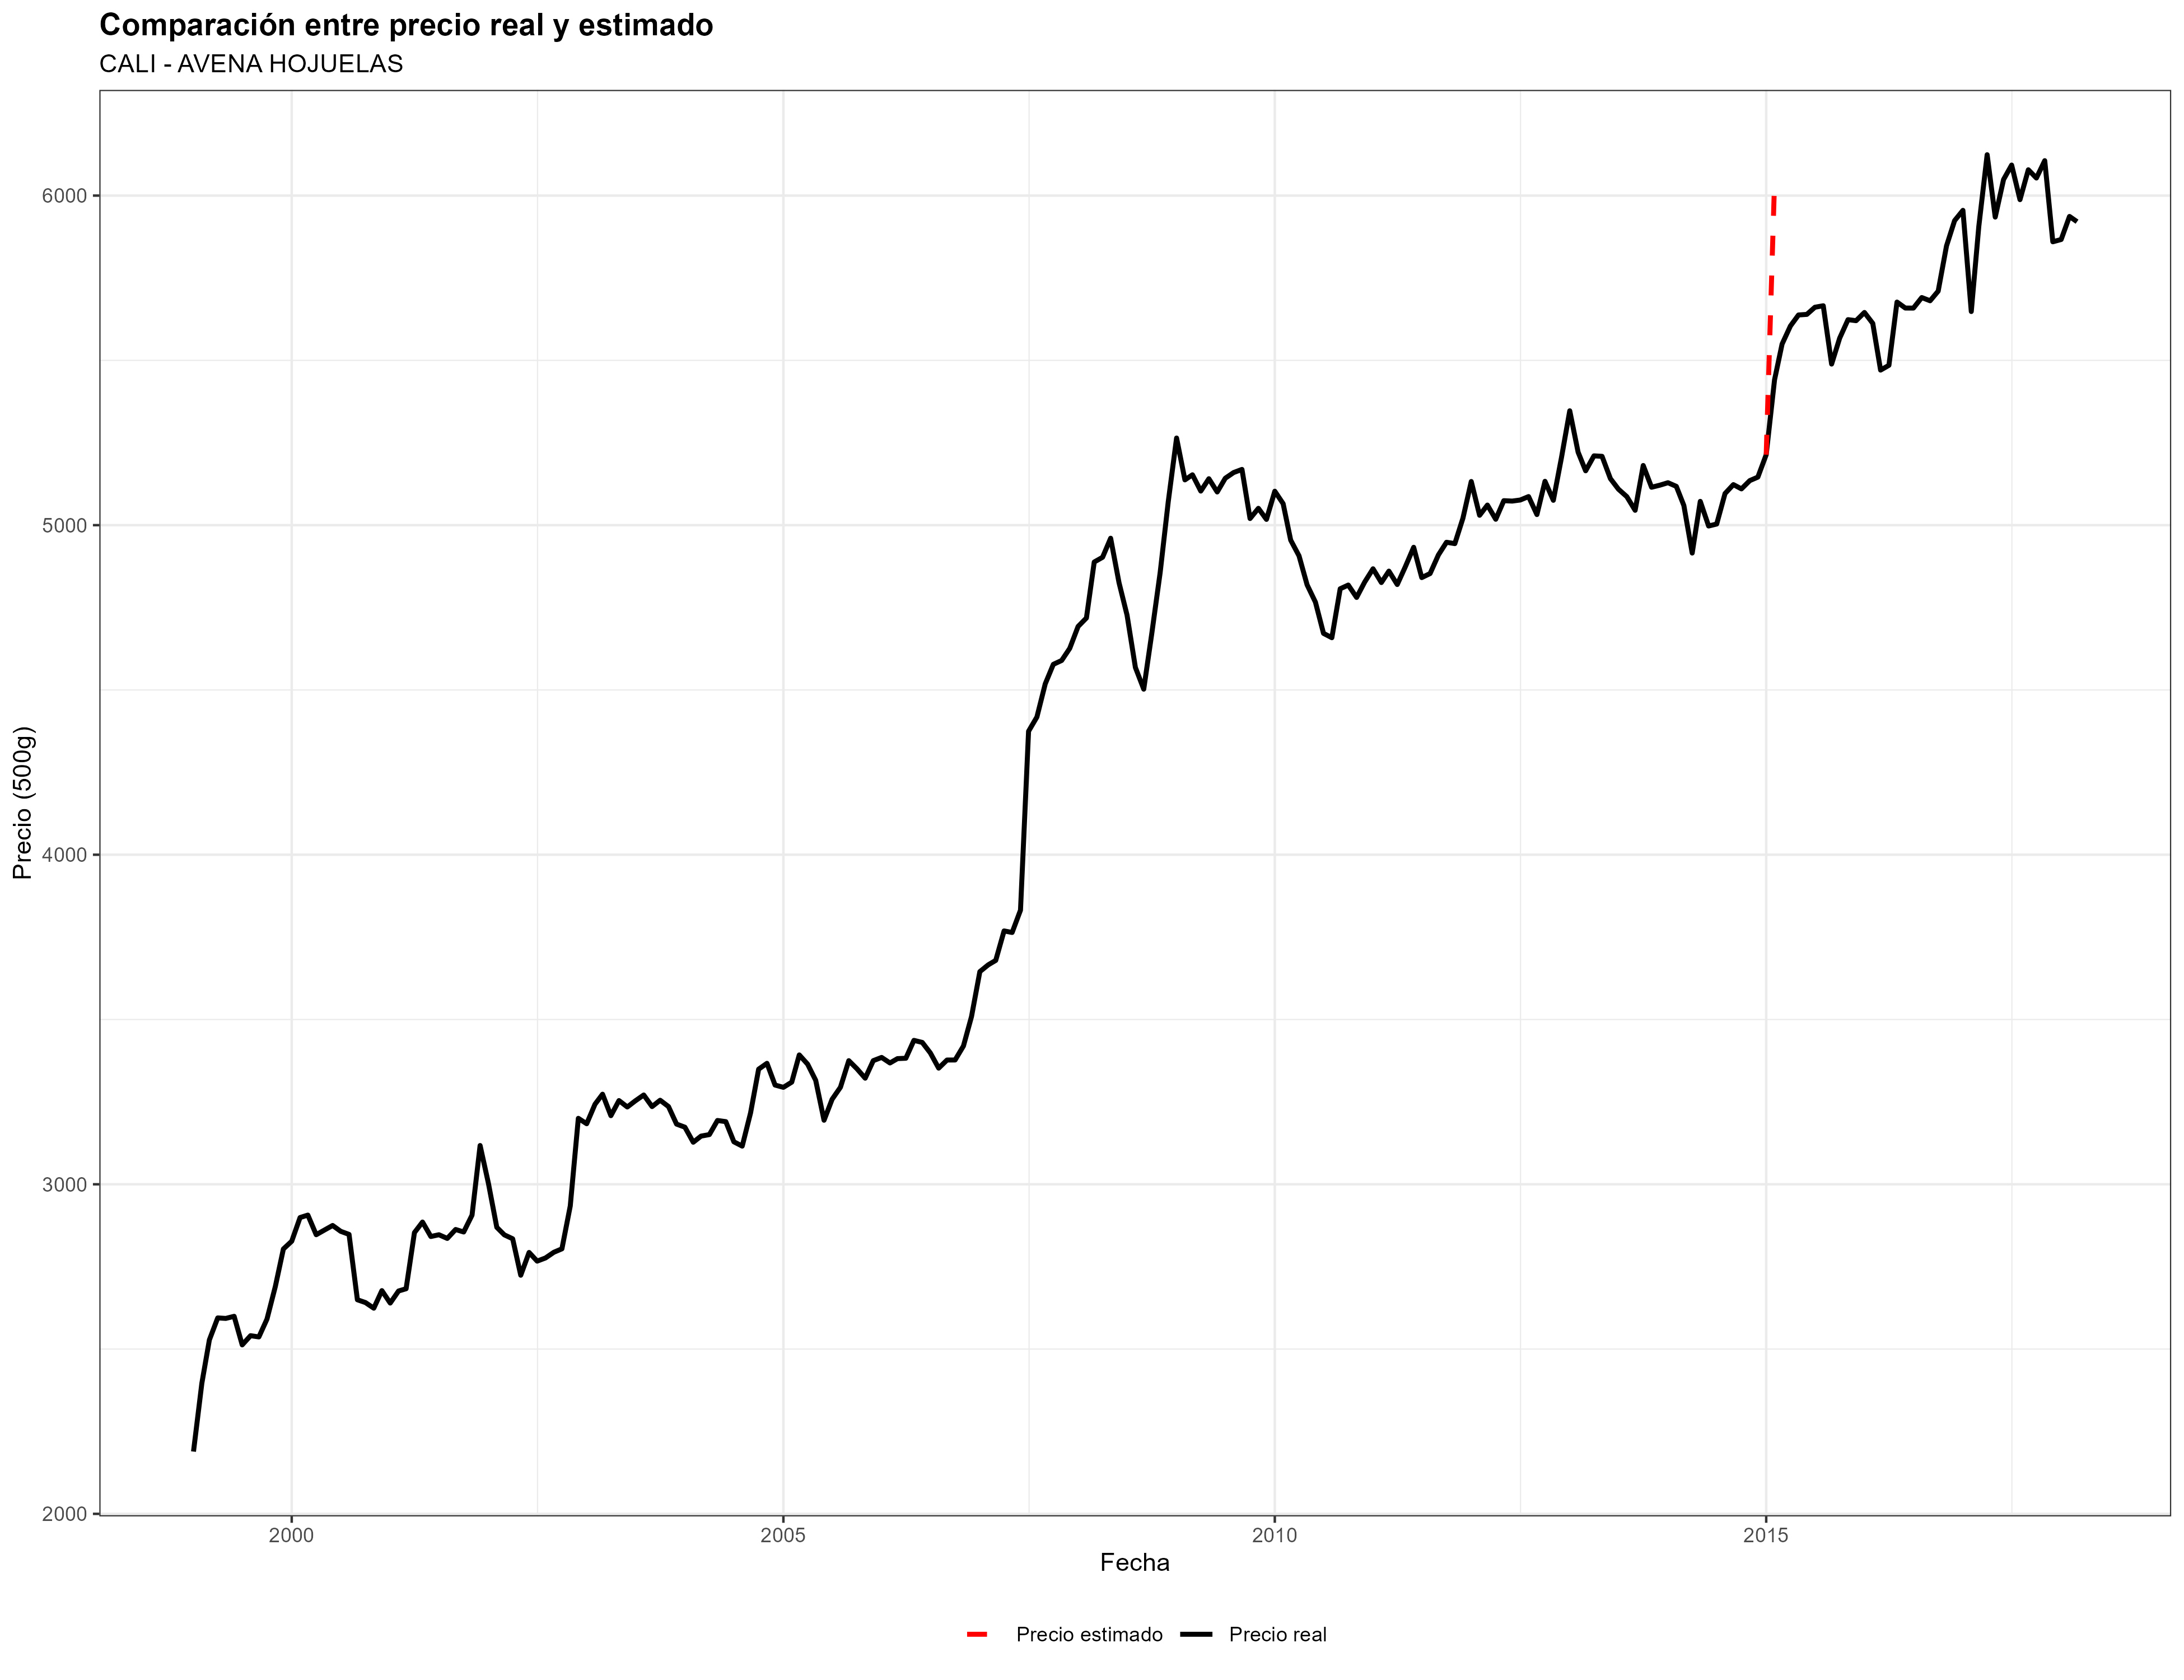 Comparación entre precio real y estimado
CALI - AVENA HOJUELAS
Precio (500g)
6000
5000
4000
3000
2000
2000 2005 2010 2015
Fecha
Precio estimado Precio real